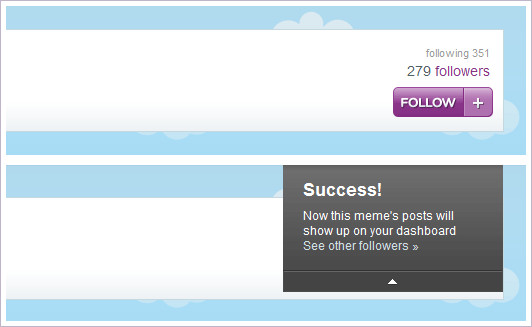 following 351
279 followers
FOLLOW +
Success!
Now this meme's posts will
show up on your dashboard
See other followers »